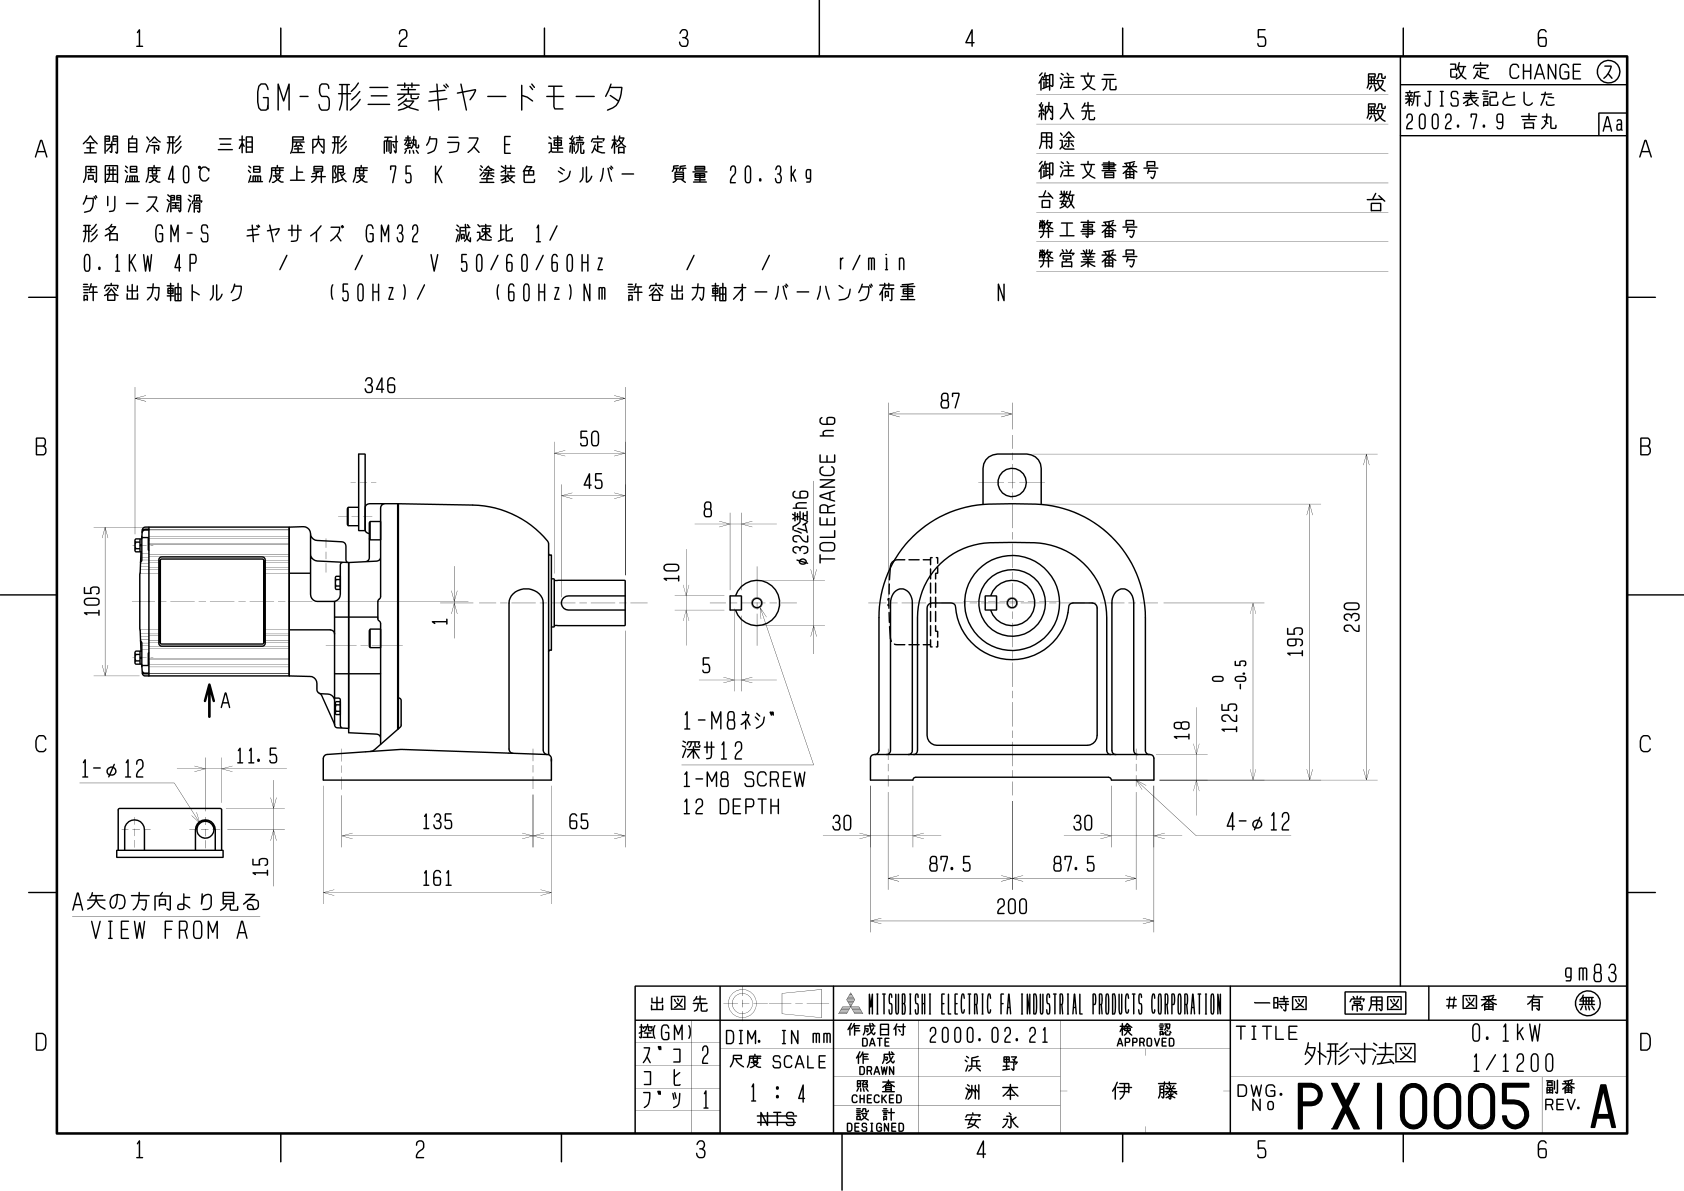 1 2 3 4 5 6
GM-S形三菱ギヤードモータ
全閉自冷形 三相 屋内形 耐熱クラス E 連続定格
周囲温度40℃ 温度上昇限度 75 K 塗装色 シルバー 質量 20.3kg
グリース潤滑
形名 GM-S ギヤサイズ GM32 減速比 1/
0.1KW 4P / / V 50/60/60Hz / / r/min
許容出力軸トルク (50Hz)/ (60Hz)Nm 許容出力軸オーバーハング荷重 N
御注文元 殿
納入先 殿
用途
御注文書番号
台数 台
弊工事番号
弊営業番号
改定 CHANGE ス
新JIS表記とした
2002.7.9 吉丸 Aa
A A
B B
C C
D D
346
50
45
105
1
A
11.5
1-φ12
15
A矢の方向より見る
VIEW FROM A
135 65
161
8
10
5
φ32公差h6
TOLERANCE h6
1-M8ネジ
深サ12
1-M8 SCREW
12 DEPTH
87
230
195
125 0 -0.5
18
30 30
4-φ12
87.5 87.5
200
gm83
出図先
控(GM)
スﾞコ 2
コヒ
フﾞツ 1
DIM. IN mm
尺度 SCALE
1 : 4
NTS
MITSUBISHI ELECTRIC FA INDUSTRIAL PRODUCTS CORPORATION
作成日付 DATE 2000.02.21
作成 DRAWN 浜野
照査 CHECKED 洲本
設計 DESIGNED 安永
検認 APPROVED
伊藤
一時図 常用図 #図番 有 無
TITLE 外形寸法図 0.1kW
1/1200
DWG. No PX10005 副番 REV. A
1 2 3 4 5 6